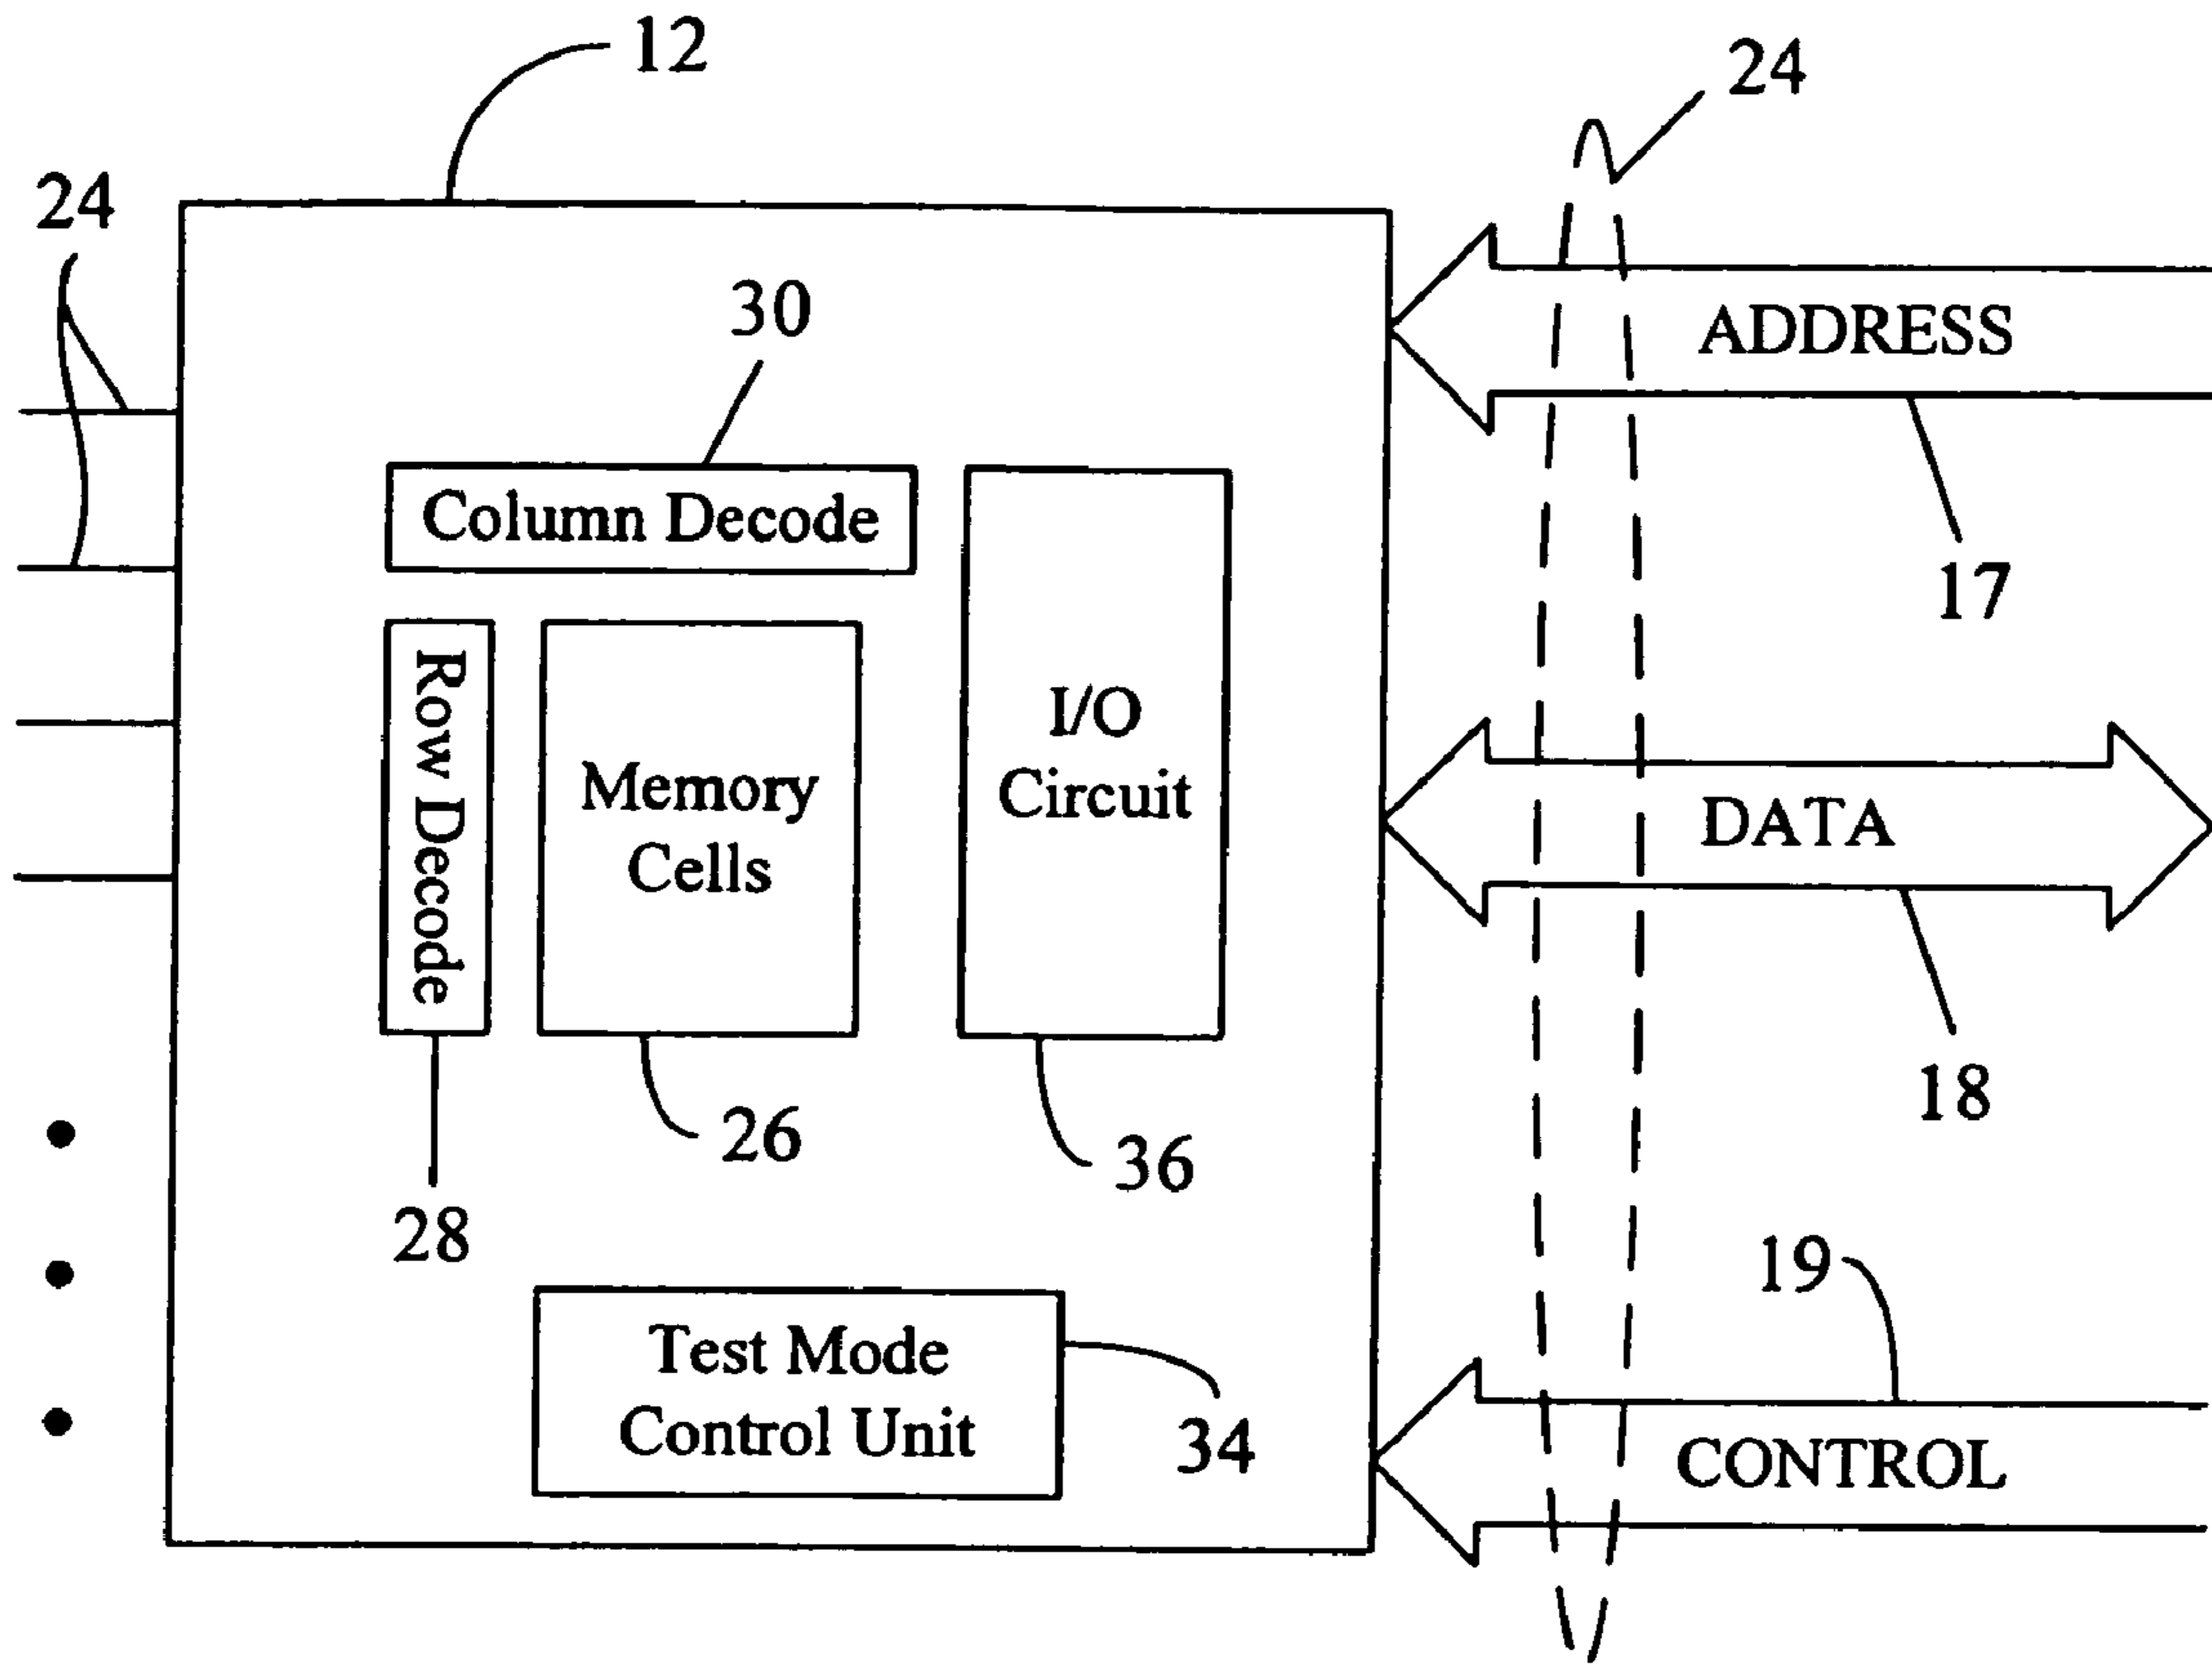 12
24
24
30
ADDRESS
Column Decode
17
Row Decode
Memory
Cells
I/O
Circuit
DATA
18
26
36
28
19
Test Mode
Control Unit
34
CONTROL